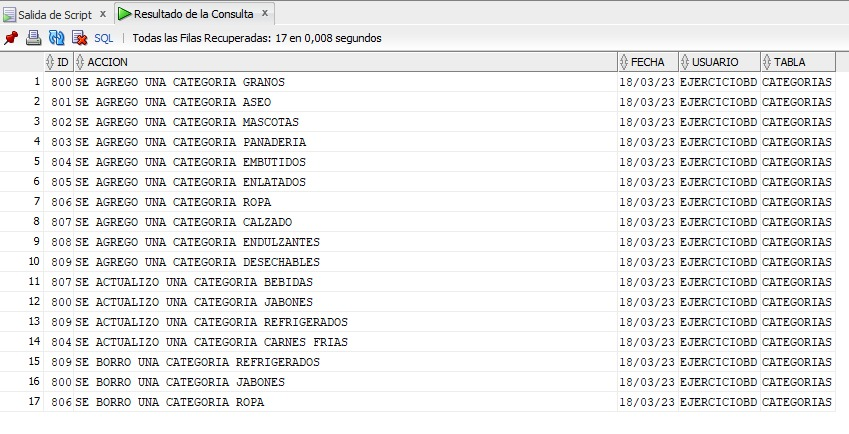 Salida de Script x Resultado de la Consulta x
SQL | Todas las Filas Recuperadas: 17 en 0,008 segundos
ID ACCION FECHA USUARIO TABLA
1 800 SE AGREGO UNA CATEGORIA GRANOS 18/03/23 EJERCICIOBD CATEGORIAS
2 801 SE AGREGO UNA CATEGORIA ASEO 18/03/23 EJERCICIOBD CATEGORIAS
3 802 SE AGREGO UNA CATEGORIA MASCOTAS 18/03/23 EJERCICIOBD CATEGORIAS
4 803 SE AGREGO UNA CATEGORIA PANADERIA 18/03/23 EJERCICIOBD CATEGORIAS
5 804 SE AGREGO UNA CATEGORIA EMBUTIDOS 18/03/23 EJERCICIOBD CATEGORIAS
6 805 SE AGREGO UNA CATEGORIA ENLATADOS 18/03/23 EJERCICIOBD CATEGORIAS
7 806 SE AGREGO UNA CATEGORIA ROPA 18/03/23 EJERCICIOBD CATEGORIAS
8 807 SE AGREGO UNA CATEGORIA CALZADO 18/03/23 EJERCICIOBD CATEGORIAS
9 808 SE AGREGO UNA CATEGORIA ENDULZANTES 18/03/23 EJERCICIOBD CATEGORIAS
10 809 SE AGREGO UNA CATEGORIA DESECHABLES 18/03/23 EJERCICIOBD CATEGORIAS
11 807 SE ACTUALIZO UNA CATEGORIA BEBIDAS 18/03/23 EJERCICIOBD CATEGORIAS
12 800 SE ACTUALIZO UNA CATEGORIA JABONES 18/03/23 EJERCICIOBD CATEGORIAS
13 809 SE ACTUALIZO UNA CATEGORIA REFRIGERADOS 18/03/23 EJERCICIOBD CATEGORIAS
14 804 SE ACTUALIZO UNA CATEGORIA CARNES FRIAS 18/03/23 EJERCICIOBD CATEGORIAS
15 809 SE BORRO UNA CATEGORIA REFRIGERADOS 18/03/23 EJERCICIOBD CATEGORIAS
16 800 SE BORRO UNA CATEGORIA JABONES 18/03/23 EJERCICIOBD CATEGORIAS
17 806 SE BORRO UNA CATEGORIA ROPA 18/03/23 EJERCICIOBD CATEGORIAS